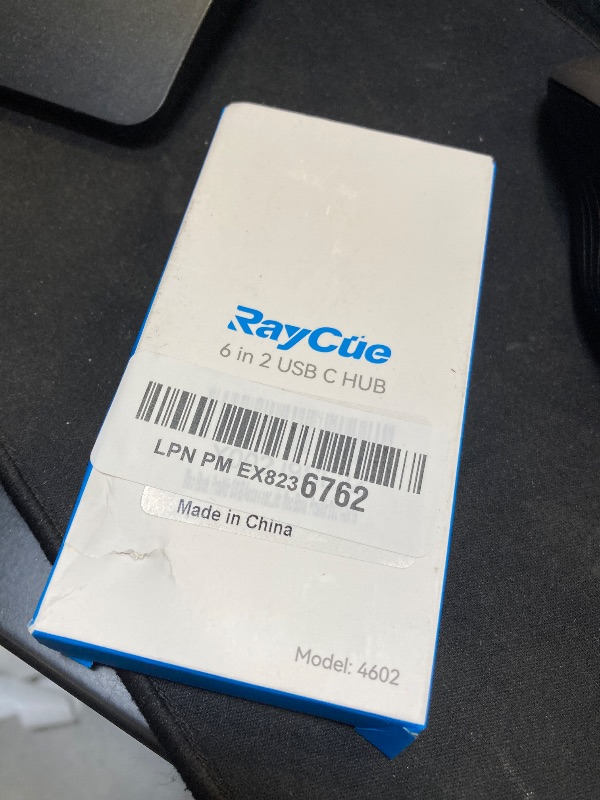 RayCue
6 in 2 USB C HUB
LPN PM EX8236762
Made in China
Model: 4602